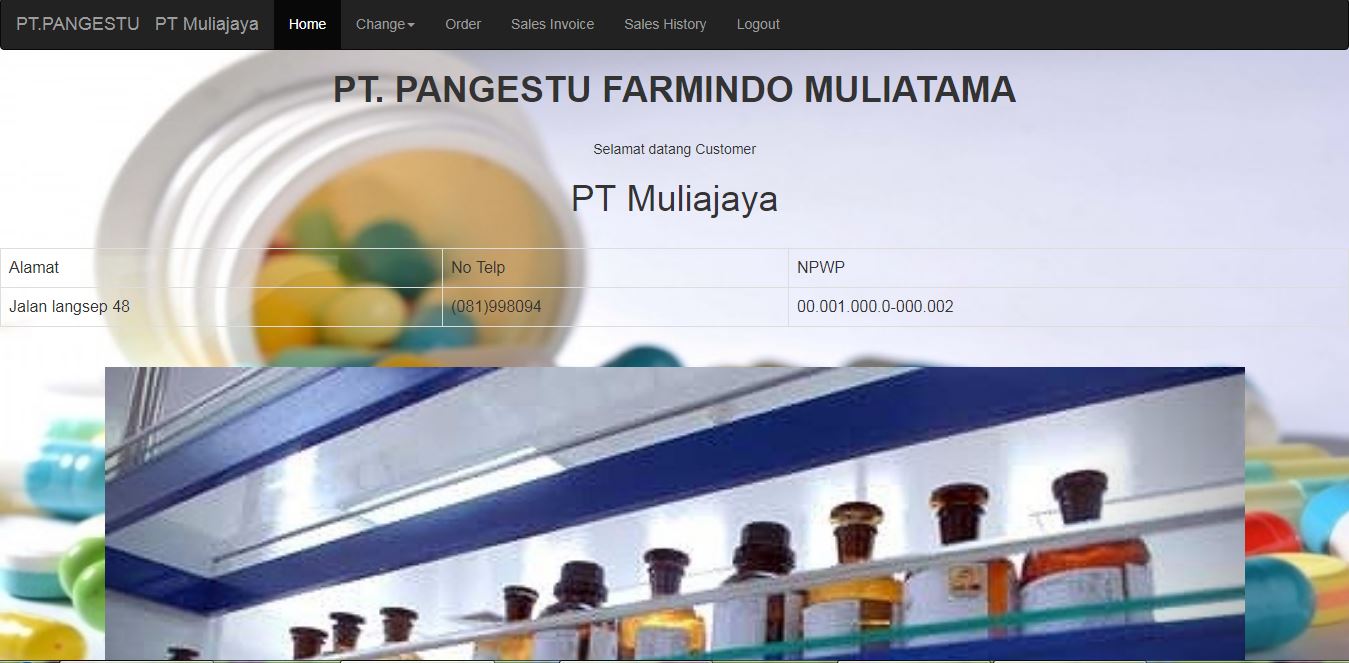 PT.PANGESTU PT Muliajaya Home Change Order Sales Invoice Sales History Logout
PT. PANGESTU FARMINDO MULIATAMA
Selamat datang Customer
PT Muliajaya
Alamat No Telp NPWP
Jalan langsep 48 (081)998094 00.001.000.0-000.002